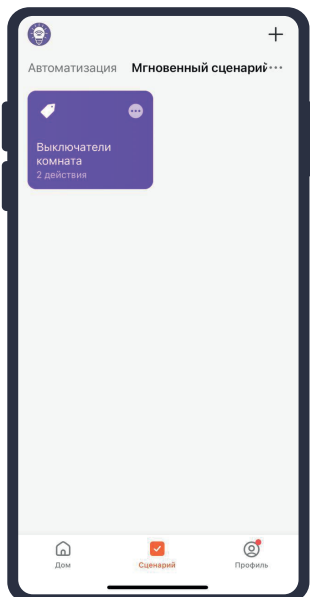 Автоматизация Мгновенный сценарий ...
Выключатели
комната
2 действия
Дом Сценарий Профиль